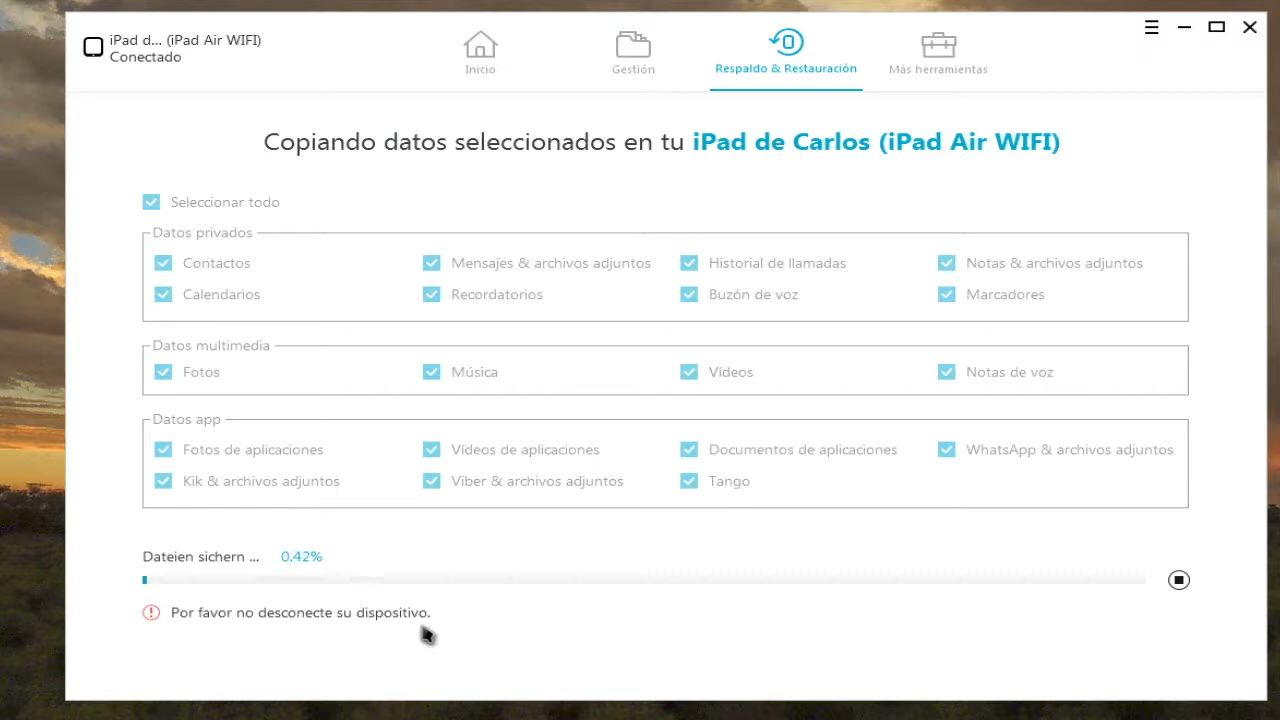 iPad d... (iPad Air WIFI)
Conectado
Inicio
Gestión
Respaldo & Restauración
Más herramientas
Copiando datos seleccionados en tu iPad de Carlos (iPad Air WIFI)
Seleccionar todo
Datos privados
Contactos
Mensajes & archivos adjuntos
Historial de llamadas
Notas & archivos adjuntos
Calendarios
Recordatorios
Buzón de voz
Marcadores
Datos multimedia
Fotos
Música
Vídeos
Notas de voz
Datos app
Fotos de aplicaciones
Vídeos de aplicaciones
Documentos de aplicaciones
WhatsApp & archivos adjuntos
Kik & archivos adjuntos
Viber & archivos adjuntos
Tango
Dateien sichern ... 0.42%
Por favor no desconecte su dispositivo.